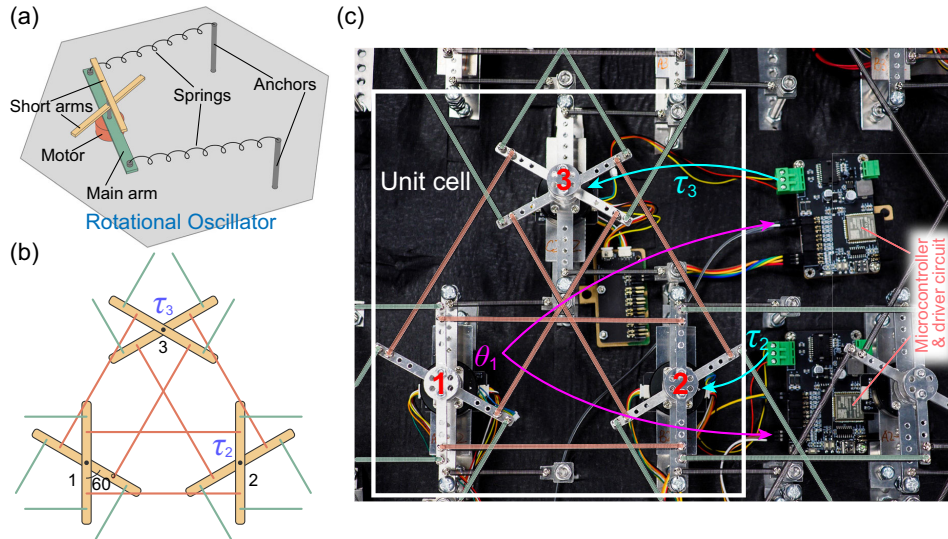 (a)
Short arms
Springs
Anchors
Motor
Main arm
Rotational Oscillator
(b)
τ3
3
τ2
1
60
2
(c)
Unit cell
3
τ3
θ1
1
2
τ2
Microcontroller
& driver circuit